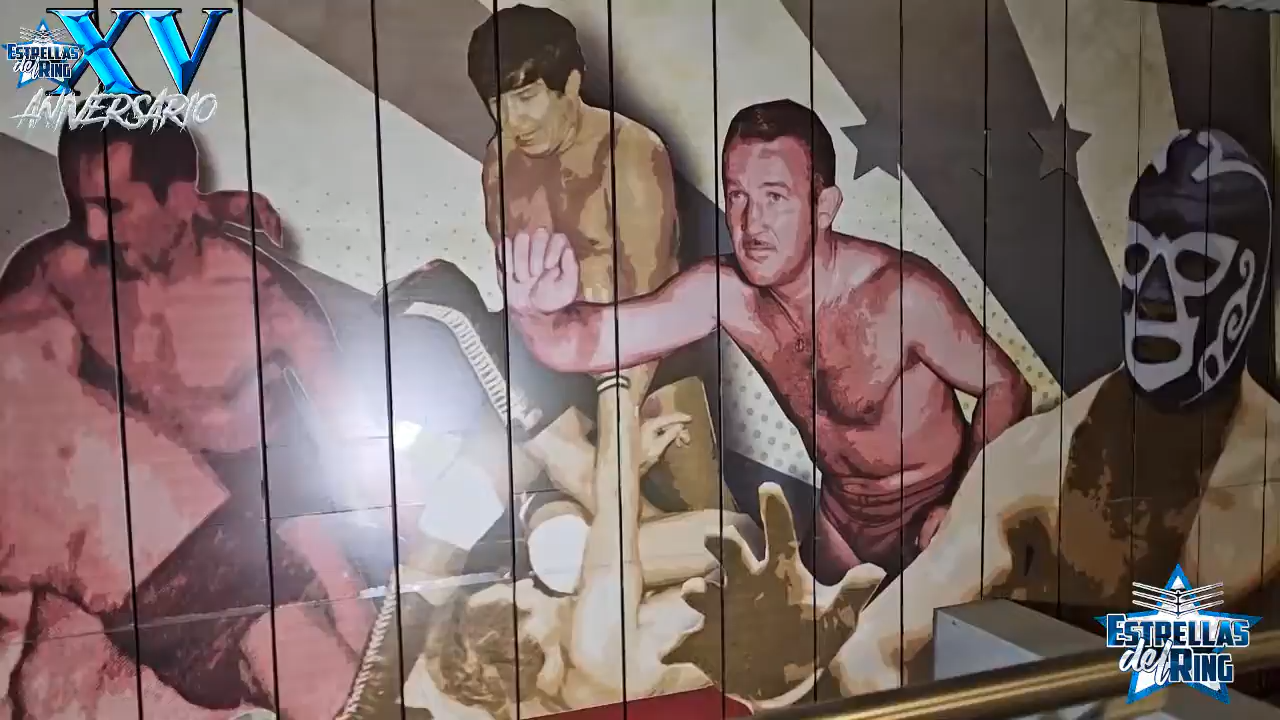 XV
ESTRELLAS
del RING
ANIVERSARIO
ESTRELLAS
del RING